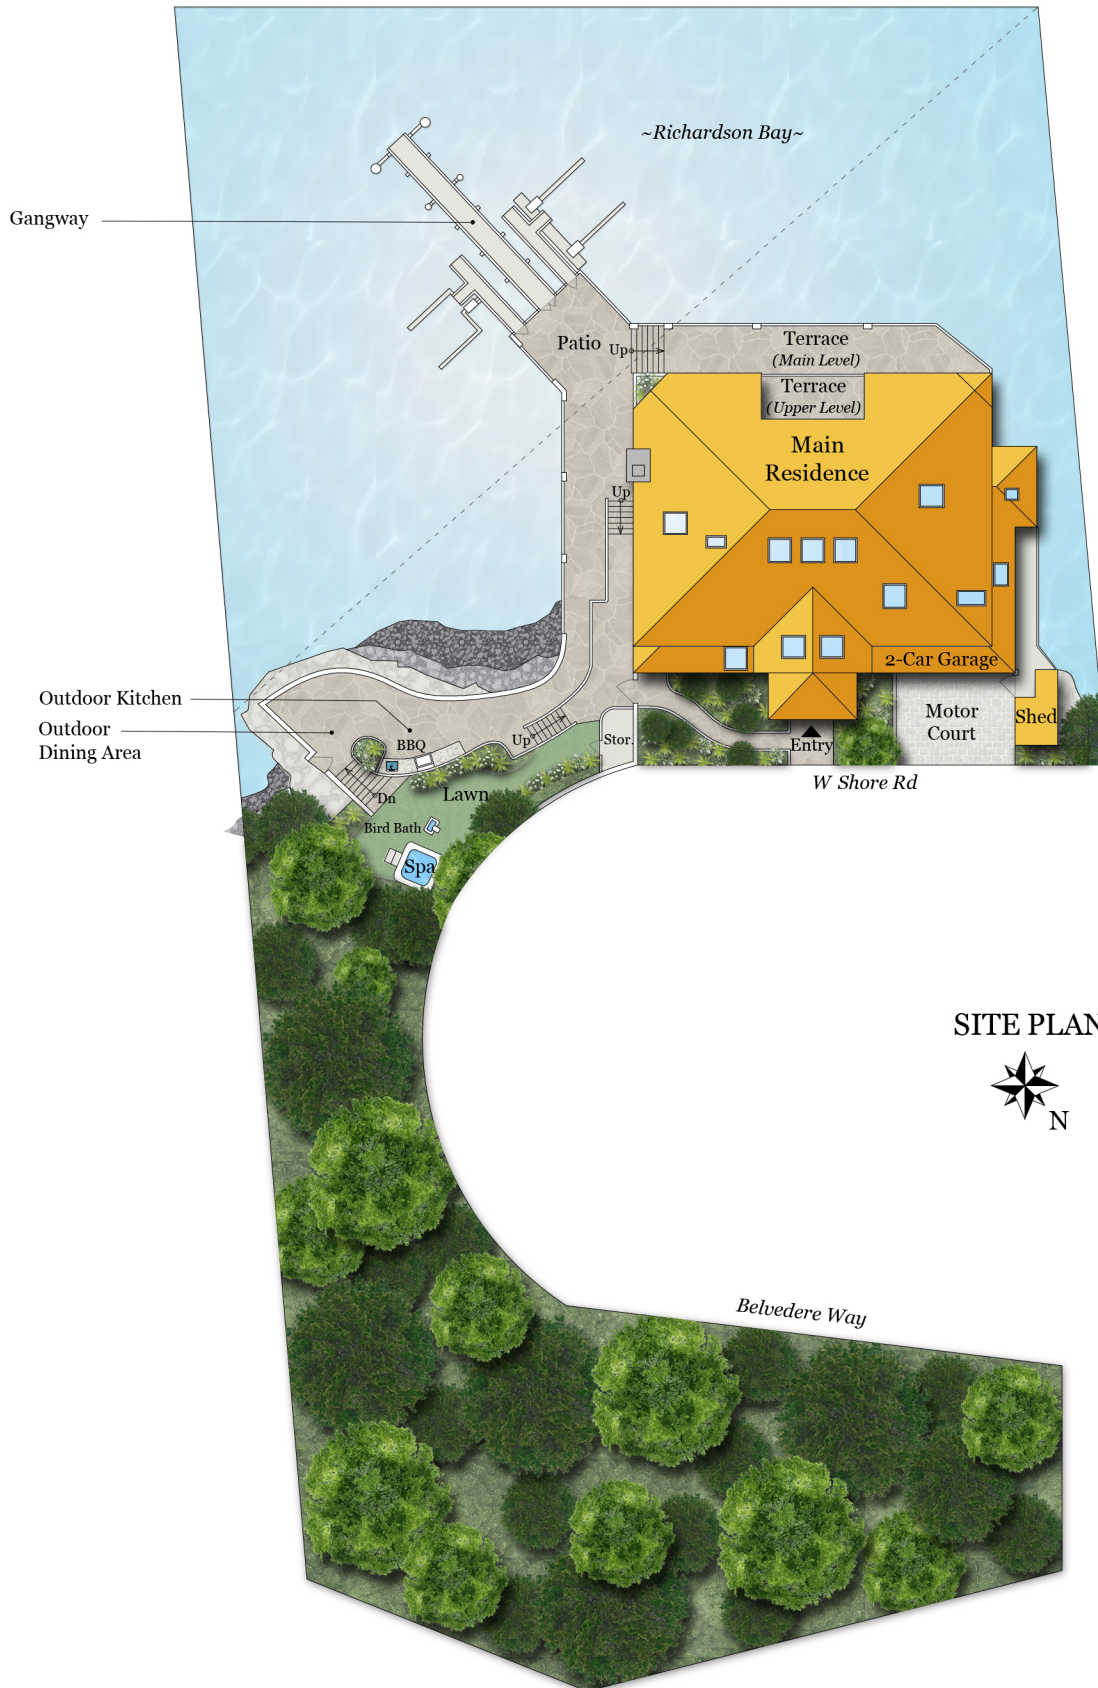 ~Richardson Bay~
Gangway
Patio
Up
Terrace
(Main Level)
Terrace
(Upper Level)
Main
Residence
Up
2-Car Garage
Outdoor Kitchen
Outdoor
Dining Area
BBQ
Up
Stor.
Motor
Court
Shed
Entry
W Shore Rd
Dn
Lawn
Bird Bath
Spa
SITE PLAN
N
Belvedere Way